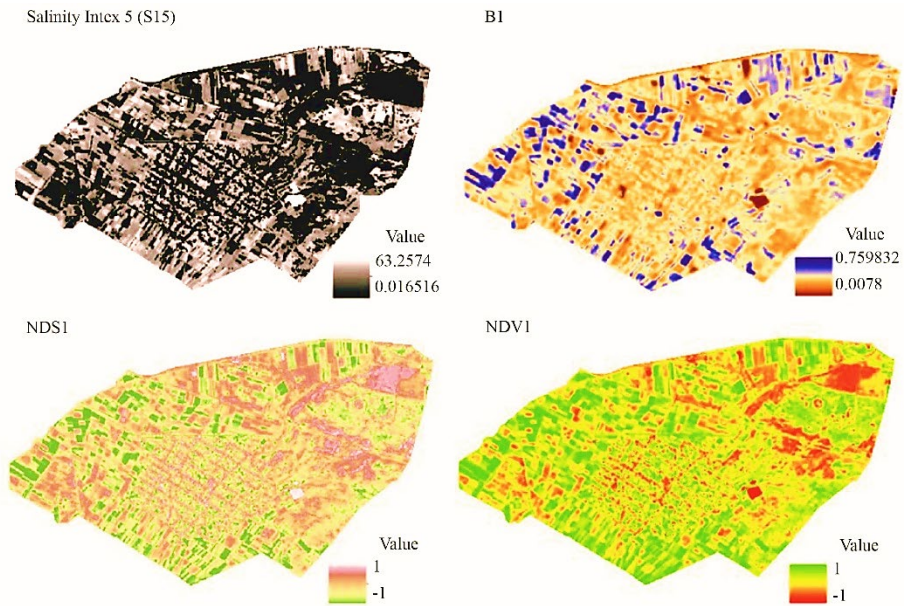 Salinity Intex 5 (S15)
B1
Value
63.2574
0.016516
Value
0.759832
0.0078
NDS1
NDV1
Value
1
-1
Value
1
-1